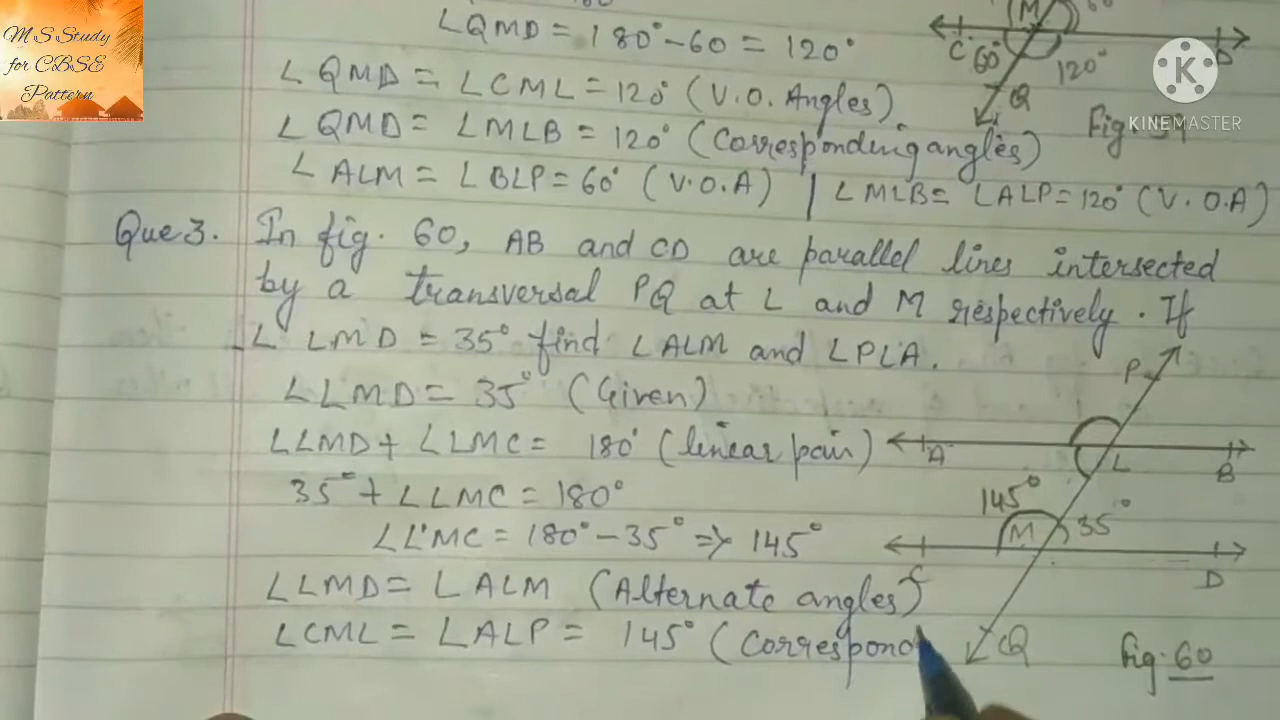 M.S Study
for CBSE
Pattern
∠QMD = 180° - 60 = 120°
∠QMD = ∠CML = 120° (V.O. Angles)
∠QMD = ∠MLB = 120° (Corresponding angles)
∠ALM = ∠BLP = 60° (V.O.A) | ∠MLB = ∠ALP = 120° (V.O.A)
M
C 60° 120° D
Q
Fig.
KINEMASTER
Que 3. In fig. 60, AB and CD are parallel lines intersected
by a transversal PQ at L and M respectively. If
∠LMD = 35° find ∠ALM and ∠PLA.
∠LMD = 35° (Given)
∠LMD + ∠LMC = 180° (linear pair)
35° + ∠LMC = 180°
∠LMC = 180° - 35° => 145°
∠LMD = ∠ALM (Alternate angles)
∠CML = ∠ALP = 145° (Correspond
P
A L B
145° M 35°
C D
Q
Fig. 60